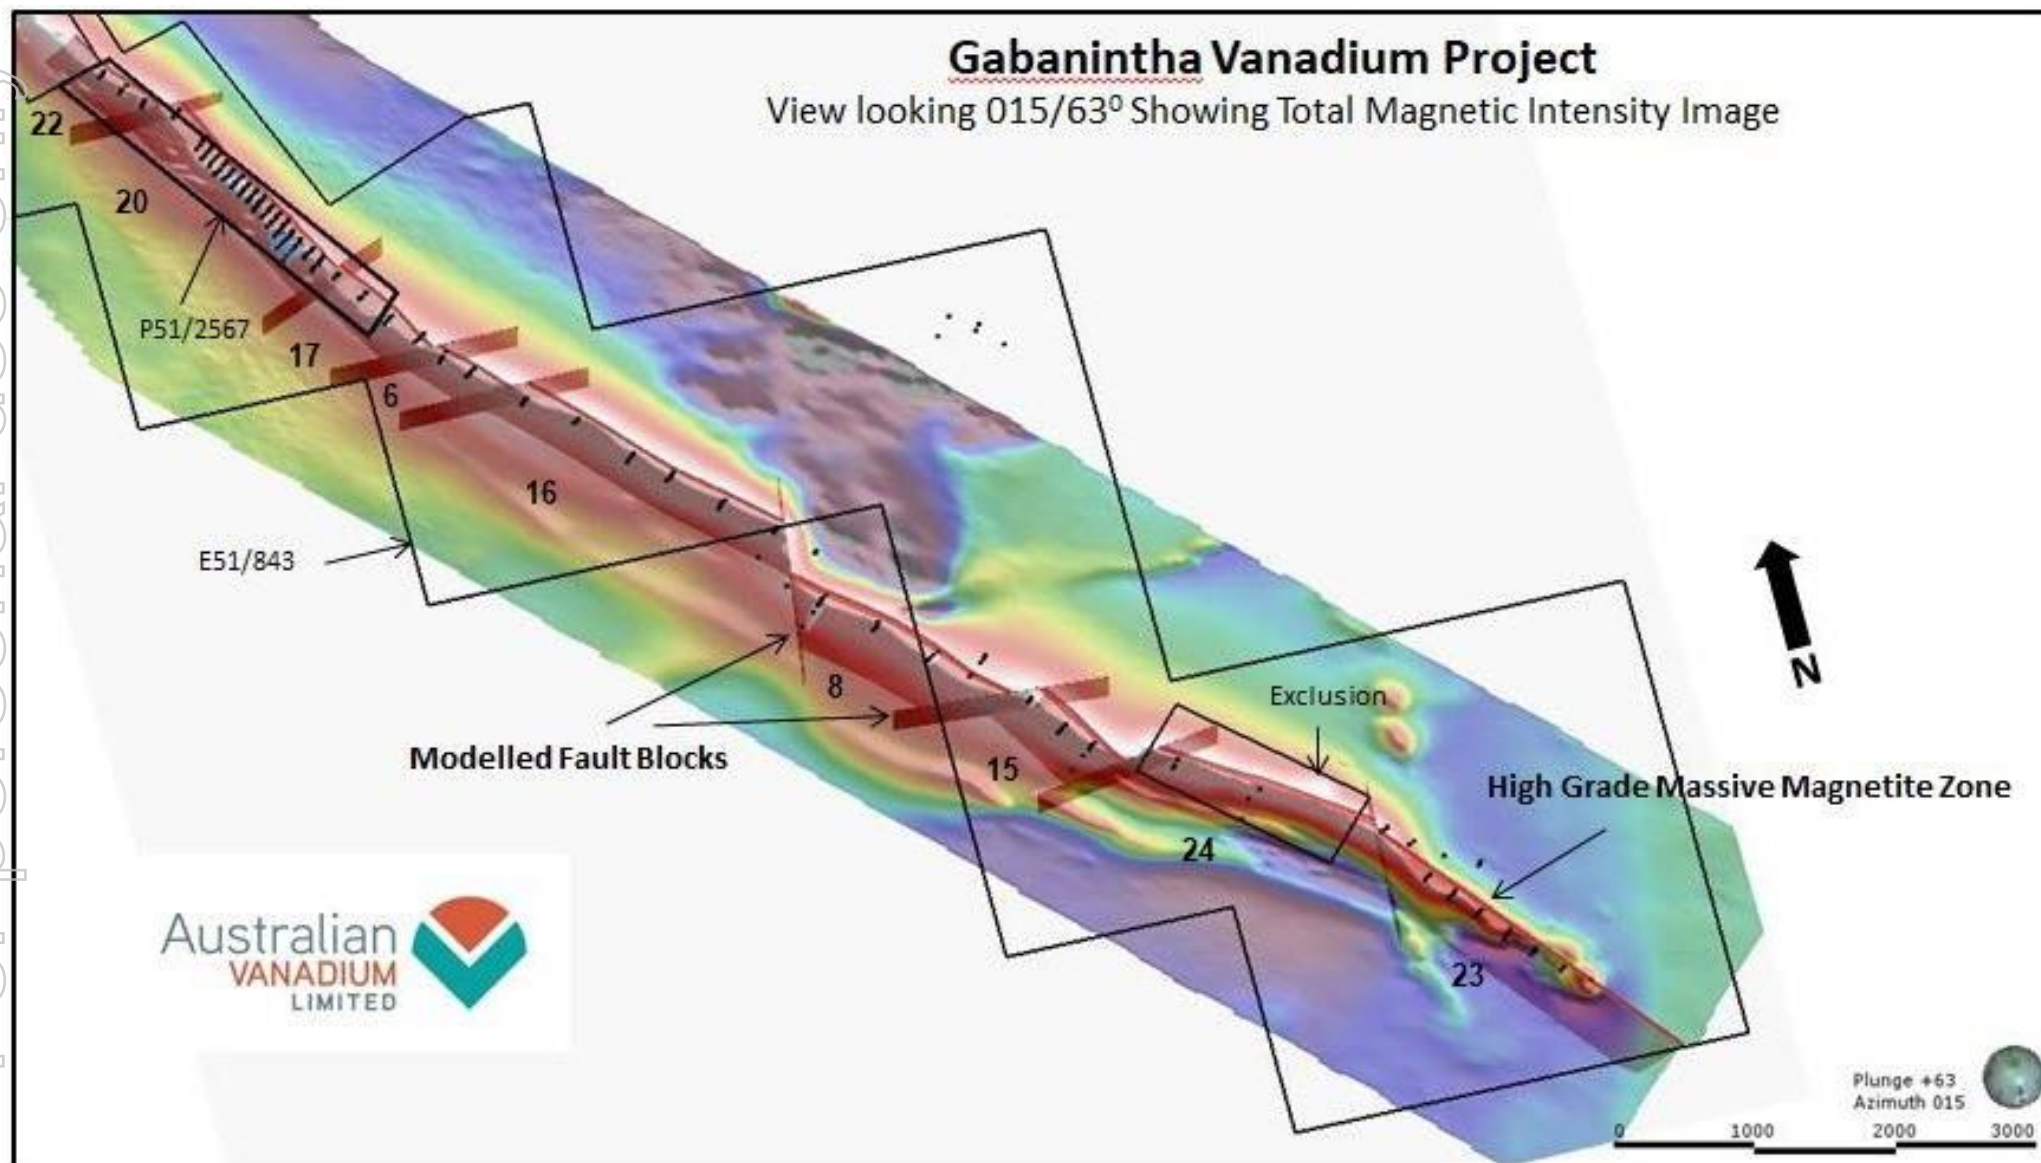 Gabanintha Vanadium Project
View looking 015/63⁰ Showing Total Magnetic Intensity Image
22
20
P51/2567
17
6
16
E51/843
8
Modelled Fault Blocks
15
Exclusion
High Grade Massive Magnetite Zone
24
23
N
Australian
VANADIUM
LIMITED
Plunge +63
Azimuth 015
0 1000 2000 3000